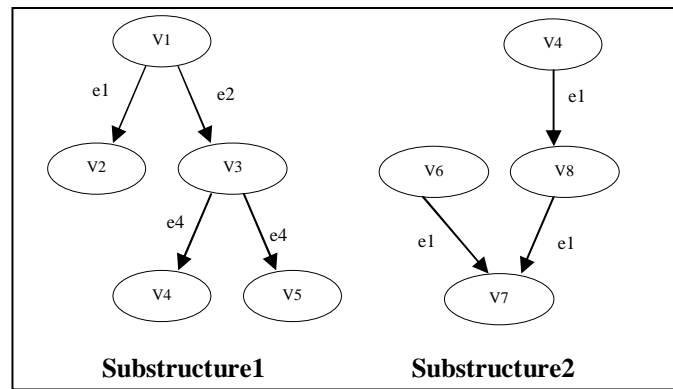 V1
V4
e1
e2
e1
V2
V3
V6
V8
e4
e4
e1
e1
V4
V5
V7
Substructure1
Substructure2